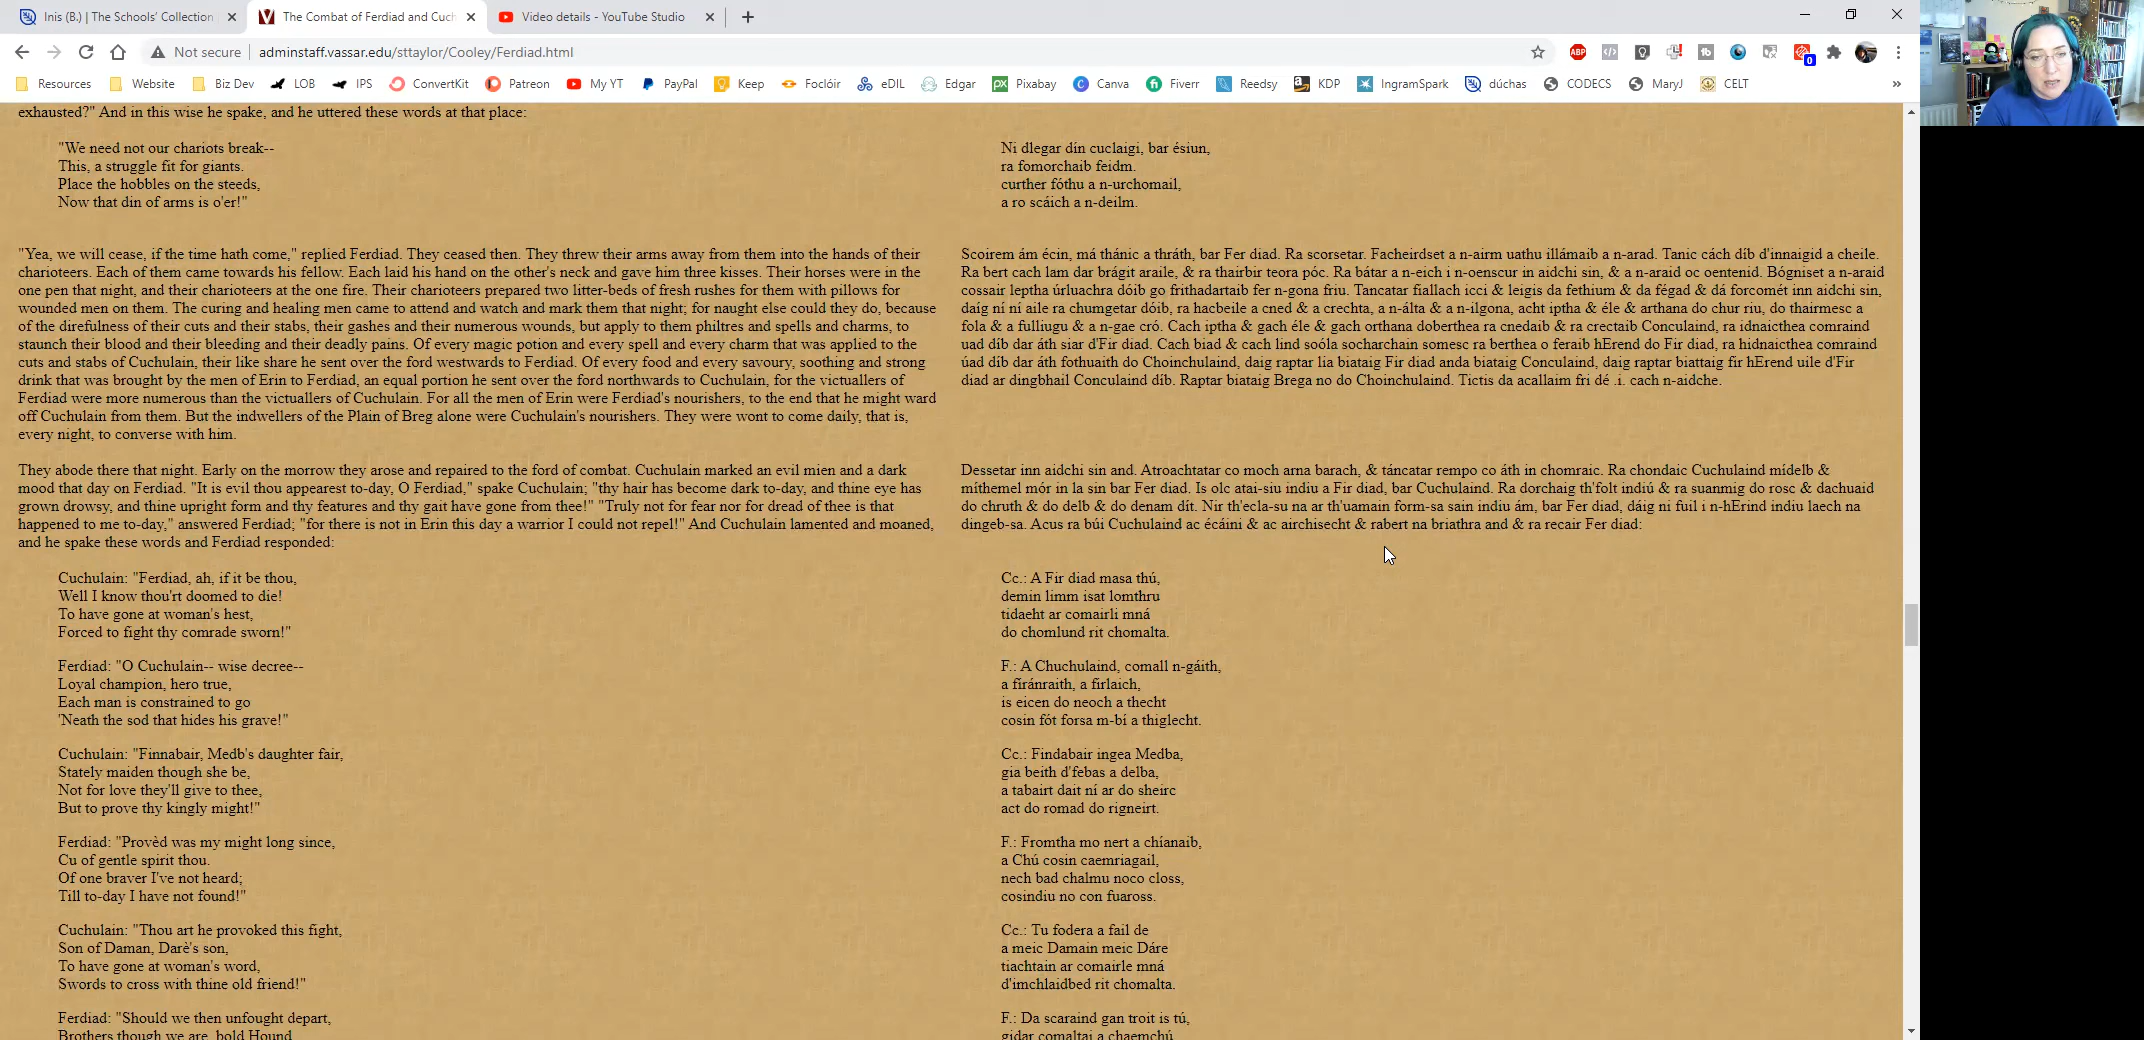 Inis (B.) | The Schools' Collection
The Combat of Ferdiad and Cuch
Video details - YouTube Studio
Not secure
adminstaff.vassar.edu/sttaylor/Cooley/Ferdiad.html
ABP
0
Resources
Website
Biz Dev
LOB
IPS
ConvertKit
Patreon
My YT
PayPal
Keep
Foclóir
eDIL
Edgar
Pixabay
Canva
Fiverr
Reedsy
KDP
IngramSpark
dúchas
CODECS
MaryJ
CELT
exhausted?" And in this wise he spake, and he uttered these words at that place:
"We need not our chariots break--
This, a struggle fit for giants.
Place the hobbles on the steeds,
Now that din of arms is o'er!"
Ni dlegar dín cuclaigi, bar ésiun,
ra fomorchaib feidm.
curther fóthu a n-urchomail,
a ro scáich a n-deilm.
"Yea, we will cease, if the time hath come," replied Ferdiad. They ceased then. They threw their arms away from them into the hands of their
charioteers. Each of them came towards his fellow. Each laid his hand on the other's neck and gave him three kisses. Their horses were in the
one pen that night, and their charioteers at the one fire. Their charioteers prepared two litter-beds of fresh rushes for them with pillows for
wounded men on them. The curing and healing men came to attend and watch and mark them that night; for naught else could they do, because
of the direfulness of their cuts and their stabs, their gashes and their numerous wounds, but apply to them philtres and spells and charms, to
staunch their blood and their bleeding and their deadly pains. Of every magic potion and every spell and every charm that was applied to the
cuts and stabs of Cuchulain, their like share he sent over the ford westwards to Ferdiad. Of every food and every savoury, soothing and strong
drink that was brought by the men of Erin to Ferdiad, an equal portion he sent over the ford northwards to Cuchulain, for the victuallers of
Ferdiad were more numerous than the victuallers of Cuchulain. For all the men of Erin were Ferdiad's nourishers, to the end that he might ward
off Cuchulain from them. But the indwellers of the Plain of Breg alone were Cuchulain's nourishers. They were wont to come daily, that is,
every night, to converse with him.
Scoirem ám écin, má thánic a thráth, bar Fer diad. Ra scorsetar. Facheirdset a n-airm uathu illámaib a n-arad. Tanic cách díb d'innaigid a cheile.
Ra bert cach lam dar brágit araile, & ra thairbir teora póc. Ra bátar a n-eich i n-oenscur in aidchi sin, & a n-araid oc oentenid. Bógniset a n-araid
cossair leptha úrluachra dóib go frithadartaib fer n-gona friu. Tancatar fiallach icci & leigis da fethium & da fégad & dá forcomét inn aidchi sin,
daíg ní ní aile ra chumgetar dóib, ra hacbeile a cned & a crechta, a n-álta & a n-ilgona, acht iptha & éle & arthana do chur riu, do thairmesc a
fola & a fulliugu & a n-gae cró. Cach iptha & gach éle & gach orthana doberthea ra cnedaib & ra crectaib Conculaind, ra idnaicthea comraind
uad díb dar áth siar d'Fir diad. Cach biad & cach lind soóla socharchain somesc ra berthea o feraib hErend do Fir diad, ra hidnaicthea comraind
úad díb dar áth fothuaith do Choinchulaind, daig raptar lia biataig Fir diad anda biataig Conculaind, daig raptar biattaig fir hErend uile d'Fir
diad ar dingbhail Conculaind díb. Raptar biataig Brega no do Choinchulaind. Tictis da acallaim fri dé .i. cach n-aidche.
They abode there that night. Early on the morrow they arose and repaired to the ford of combat. Cuchulain marked an evil mien and a dark
mood that day on Ferdiad. "It is evil thou appearest to-day, O Ferdiad," spake Cuchulain; "thy hair has become dark to-day, and thine eye has
grown drowsy, and thine upright form and thy features and thy gait have gone from thee!" "Truly not for fear nor for dread of thee is that
happened to me to-day," answered Ferdiad; "for there is not in Erin this day a warrior I could not repel!" And Cuchulain lamented and moaned,
and he spake these words and Ferdiad responded:
Dessetar inn aidchi sin and. Atroachtatar co moch arna barach, & táncatar rempo co áth in chomraic. Ra chondaic Cuchulaind mídelb &
míthemel mór in la sin bar Fer diad. Is olc atai-siu indiu a Fir diad, bar Cuchulaind. Ra dorchaig th'folt indiú & ra suanmig do rosc & dachuaid
do chruth & do delb & do denam dít. Nir th'ecla-su na ar th'uamain form-sa sain indiu ám, bar Fer diad, dáig ni fuil i n-hErind indiu laech na
dingeb-sa. Acus ra búi Cuchulaind ac écáini & ac airchisecht & rabert na briathra and & ra recair Fer diad:
Cuchulain: "Ferdiad, ah, if it be thou,
Well I know thou'rt doomed to die!
To have gone at woman's hest,
Forced to fight thy comrade sworn!"
Cc.: A Fir diad masa thú,
demin limm isat lomthru
tidaeht ar comairli mná
do chomlund rit chomalta.
Ferdiad: "O Cuchulain-- wise decree--
Loyal champion, hero true,
Each man is constrained to go
'Neath the sod that hides his grave!"
F.: A Chuchulaind, comall n-gáith,
a fíránraith, a fírlaich,
is eicen do neoch a thecht
cosin fót forsa m-bí a thiglecht.
Cuchulain: "Finnabair, Medb's daughter fair,
Stately maiden though she be,
Not for love they'll give to thee,
But to prove thy kingly might!"
Cc.: Findabair ingea Medba,
gia beith d'febas a delba,
a tabairt dait ní ar do sheirc
act do romad do rigneirt.
Ferdiad: "Provèd was my might long since,
Cu of gentle spirit thou.
Of one braver I've not heard;
Till to-day I have not found!"
F.: Fromtha mo nert a chíanaib,
a Chú cosin caemriagail,
nech bad chalmu noco closs,
cosindiu no con fuaross.
Cuchulain: "Thou art he provoked this fight,
Son of Daman, Darè's son,
To have gone at woman's word,
Swords to cross with thine old friend!"
Cc.: Tu fodera a fail de
a meic Damain meic Dáre
tiachtain ar comairle mná
d'imchlaidbed rit chomalta.
Ferdiad: "Should we then unfought depart,
Brothers though we are, bold Hound
F.: Da scaraind gan troit is tú,
gidar comaltai a chaemchú